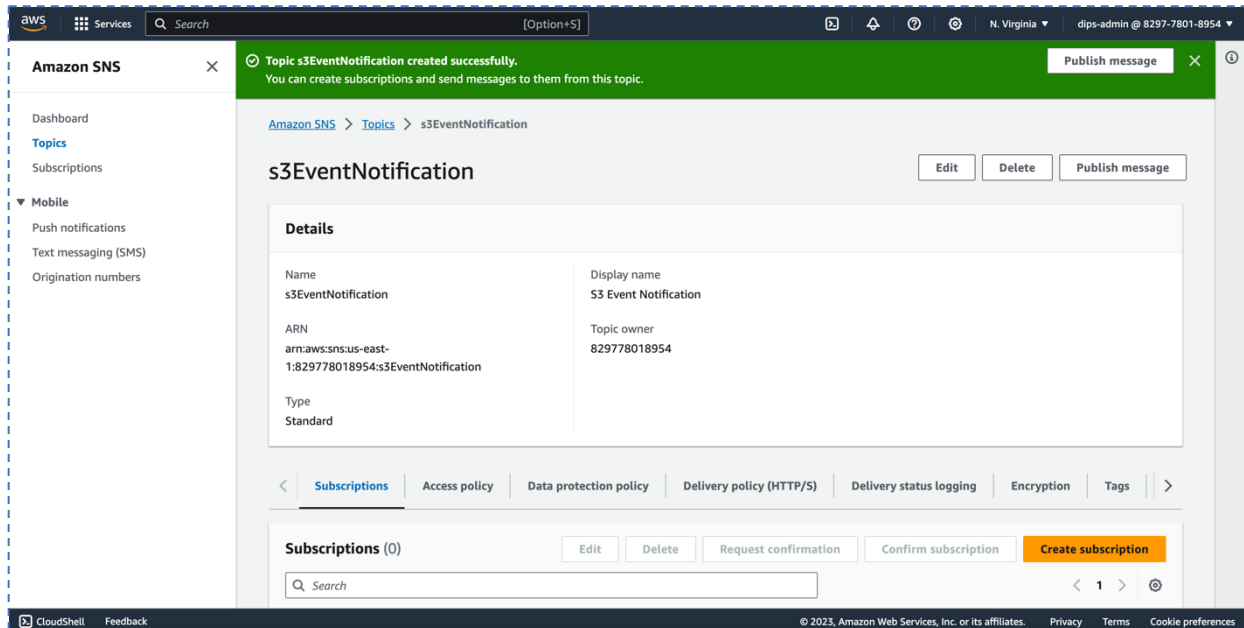 aws Services Search [Option+S] N. Virginia ▼ dips-admin @ 8297-7801-8954 ▼
Amazon SNS
Dashboard
Topics
Subscriptions
▼ Mobile
Push notifications
Text messaging (SMS)
Origination numbers
Topic s3EventNotification created successfully.
You can create subscriptions and send messages to them from this topic.
Publish message
Amazon SNS > Topics > s3EventNotification
s3EventNotification
Edit Delete Publish message
Details
Name
s3EventNotification
ARN
arn:aws:sns:us-east-
1:829778018954:s3EventNotification
Type
Standard
Display name
S3 Event Notification
Topic owner
829778018954
Subscriptions Access policy Data protection policy Delivery policy (HTTP/S) Delivery status logging Encryption Tags
Subscriptions (0) Edit Delete Request confirmation Confirm subscription Create subscription
Search < 1 >
CloudShell Feedback © 2023, Amazon Web Services, Inc. or its affiliates. Privacy Terms Cookie preferences